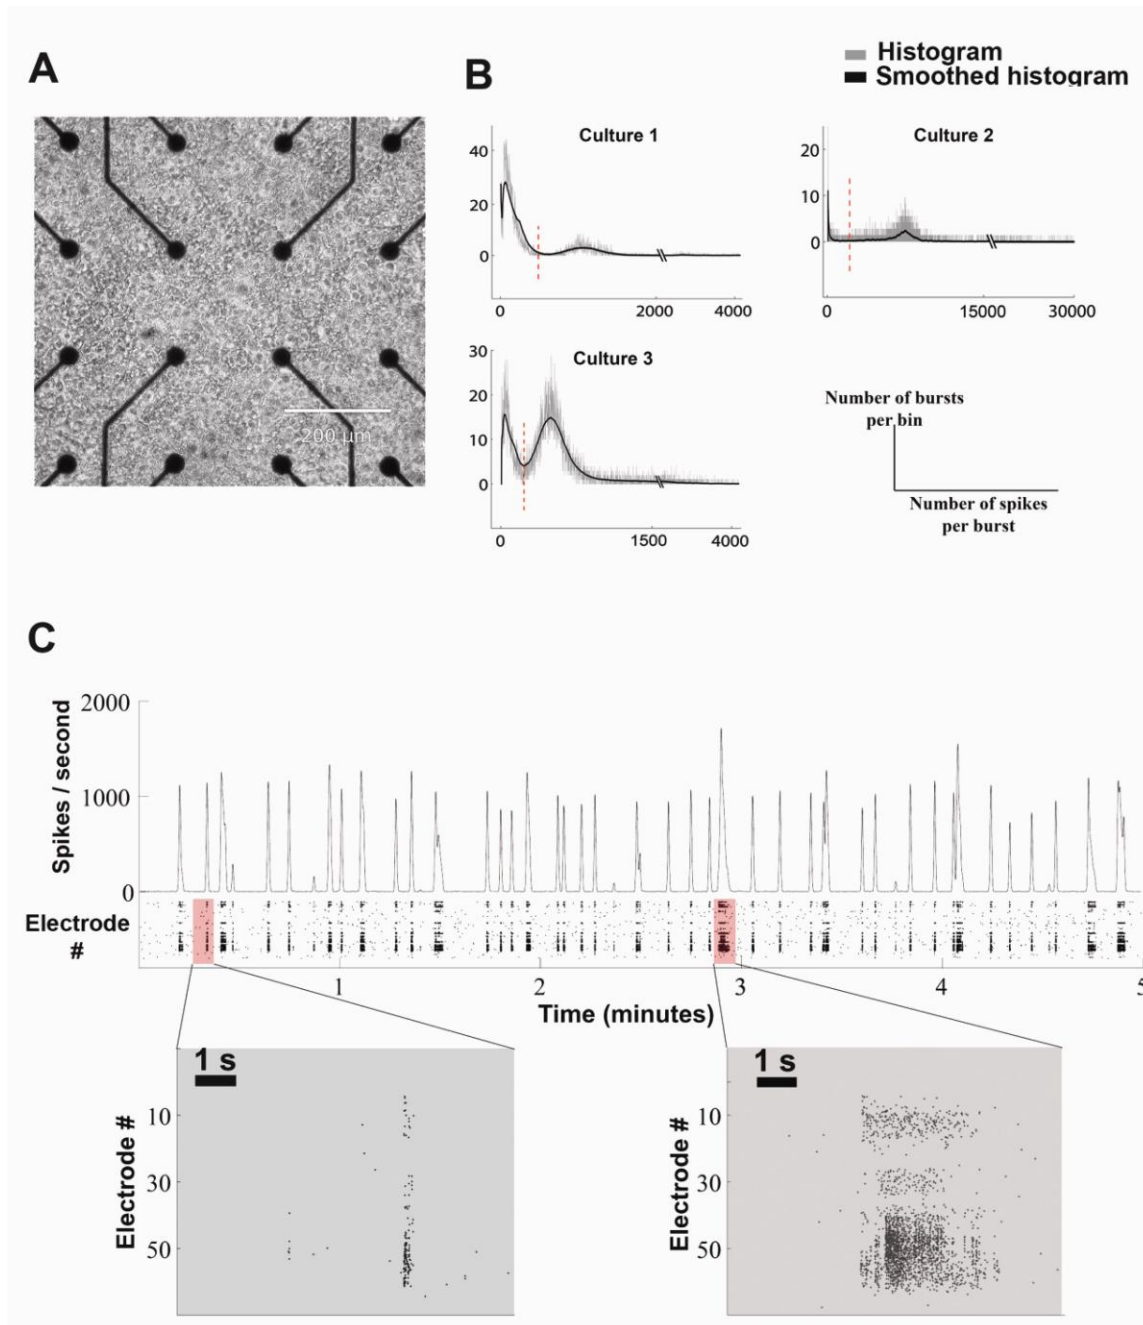 A
200 µm
B
Histogram
Smoothed histogram
Culture 1
40
20
0
0
2000
4000
Culture 2
20
10
0
0
15000
30000
Culture 3
30
20
10
0
0
1500
4000
Number of bursts
per bin
Number of spikes
per burst
C
Spikes / second
2000
1000
0
Electrode
#
1
2
3
4
5
Time (minutes)
1 s
Electrode #
10
30
50
1 s
Electrode #
10
30
50